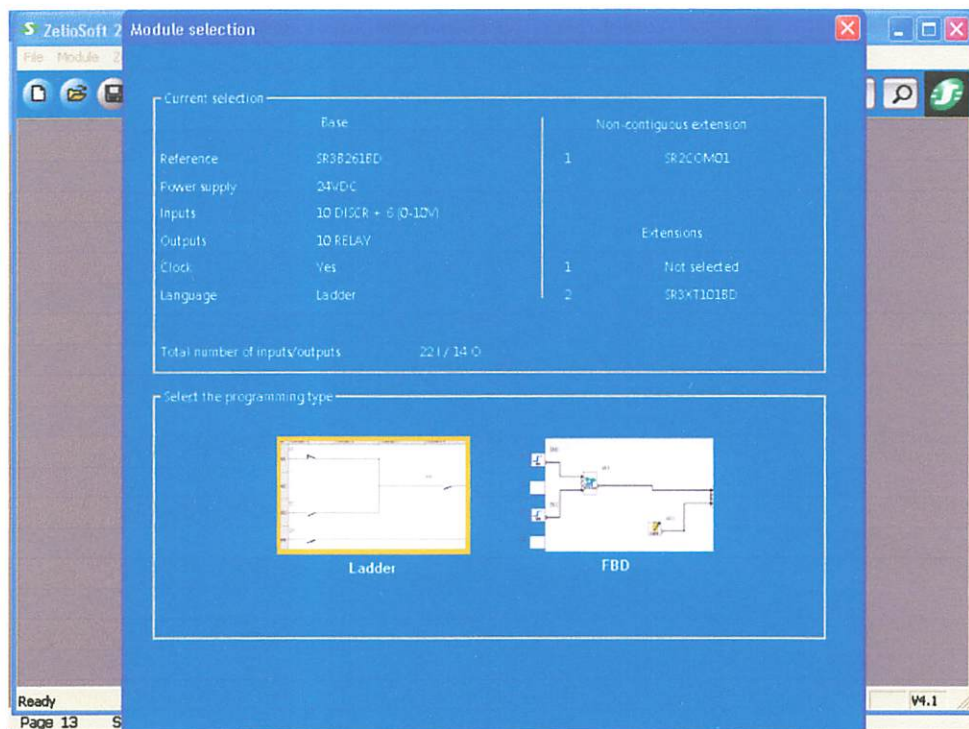 ZelioSoft 2
Module selection
File Module
Current selection
Base
Non-contiguous extension
Reference SR3B261BD
1 SR2COM01
Power supply 24VDC
Inputs 10 DISCR + 6 (0-10V)
Outputs 10 RELAY
Extensions
Clock Yes
1 Not selected
Language Ladder
2 SR3XT101BD
Total number of inputs/outputs 22 I / 14 O
Select the programming type
Ladder
FBD
Ready
V4.1
Page 13 S